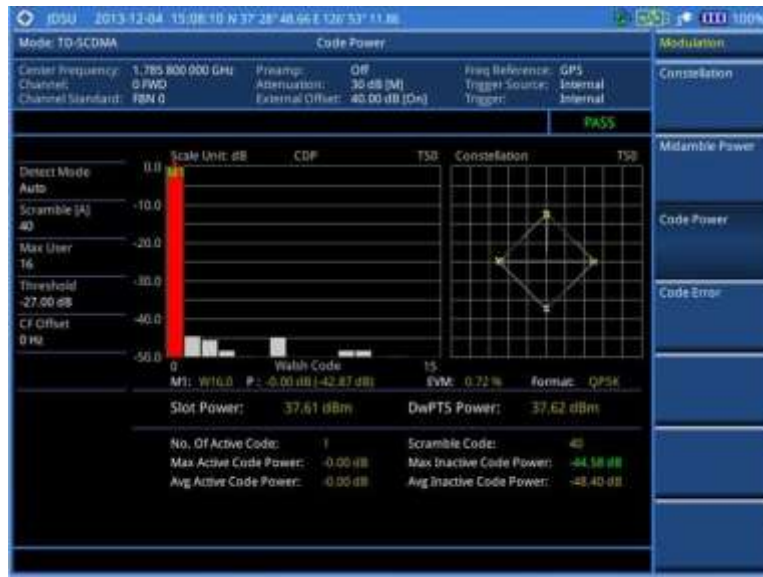 JDSU 2013-12-04 15:08:10 N 37° 28' 48.66 E 126° 53' 11.86 100%
Mode: TD-SCDMA Code Power Modulation
Center Frequency: 1.785 800 000 GHz Preamp: Off Freq Reference: GPS
Channel: 0 FWD Attenuation: 30 dB [M] Trigger Source: Internal
Channel Standard: FBN 0 External Offset: 40.00 dB [On] Trigger: Internal
Constellation
PASS
Midamble Power
Scale Unit: dB CDP TS0 Constellation TS0
Detect Mode
Auto
Scramble [A]
40
Max User
16
Threshold
-27.00 dB
CF Offset
0 Hz
0.0
M1
-10.0
-20.0
-30.0
-40.0
-50.0
Code Power
Code Error
0 Walsh Code 15
M1: W16.0 P: -0.00 dB (-42.87 dB) EVM: 0.72 % Format: QPSK
Slot Power: 37.61 dBm DwPTS Power: 37.62 dBm
No. Of Active Code: 1 Scramble Code: 40
Max Active Code Power: -0.00 dB Max Inactive Code Power: -44.58 dB
Avg Active Code Power: -0.00 dB Avg Inactive Code Power: -48.40 dB